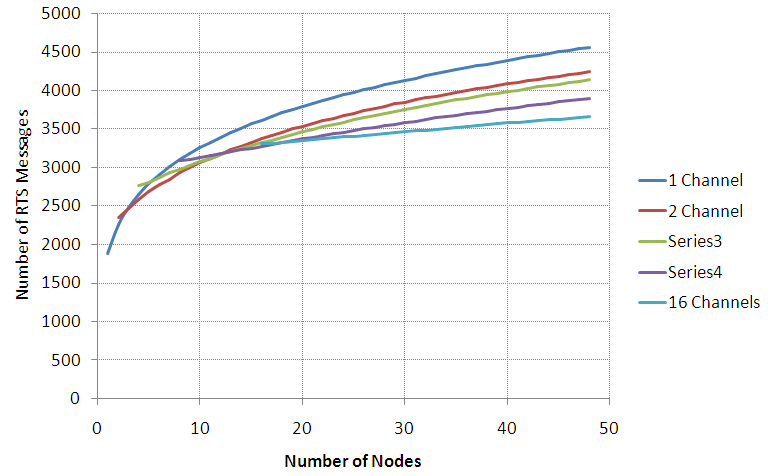 5000
4500
4000
3500
3000
2500
2000
1500
1000
500
0
Number of RTS Messages
0 10 20 30 40 50
Number of Nodes
1 Channel
2 Channel
Series3
Series4
16 Channels